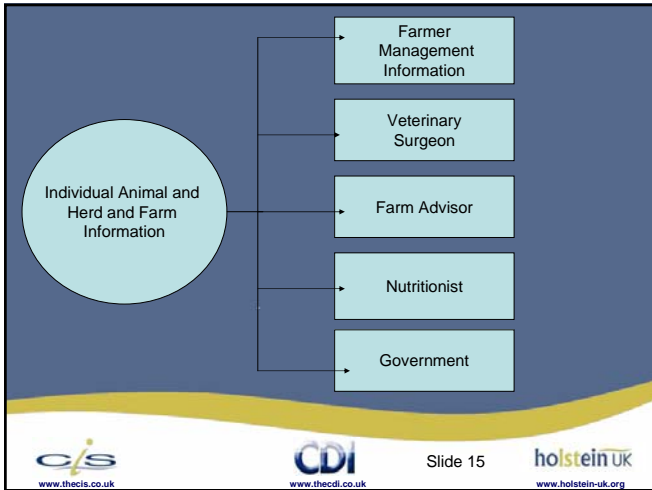 Farmer
Management
Information
Veterinary
Surgeon
Individual Animal and
Herd and Farm
Information
Farm Advisor
Nutritionist
Government
cis
www.thecis.co.uk
CDI
www.thecdi.co.uk
Slide 15
holstein UK
www.holstein-uk.org